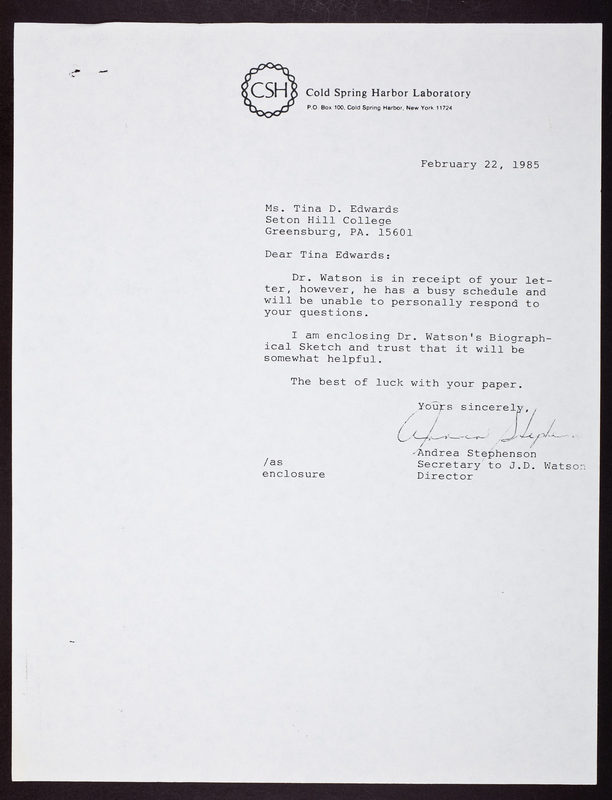 CSH
Cold Spring Harbor Laboratory
P.O. Box 100, Cold Spring Harbor, New York 11724
February 22, 1985
Ms. Tina D. Edwards
Seton Hill College
Greensburg, PA. 15601
Dear Tina Edwards:
Dr. Watson is in receipt of your let-
ter, however, he has a busy schedule and
will be unable to personally respond to
your questions.
I am enclosing Dr. Watson's Biograph-
ical Sketch and trust that it will be
somewhat helpful.
The best of luck with your paper.
Yours sincerely,
Andrea Stephenson
/as
Secretary to J.D. Watson
enclosure
Director